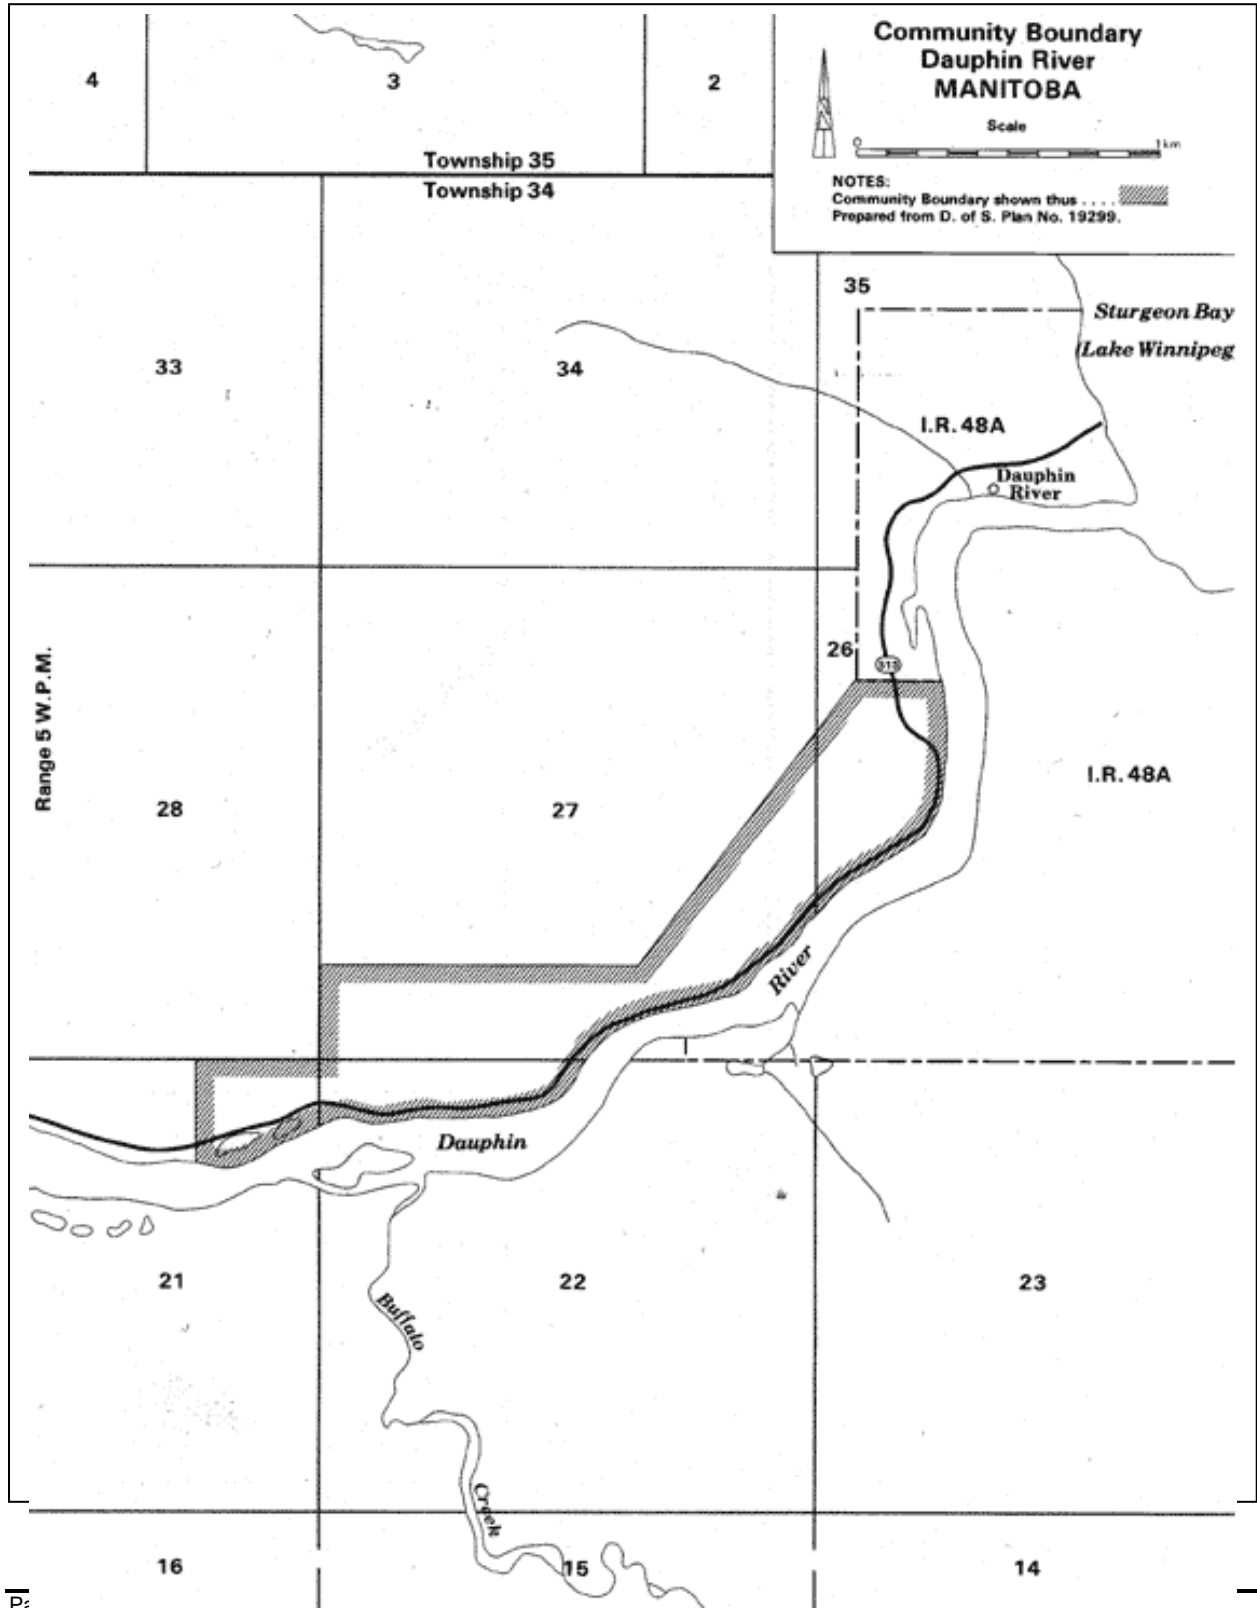 Community Boundary
Dauphin River
MANITOBA
Scale
0 1 km
NOTES:
Community Boundary shown thus . . . .
Prepared from D. of S. Plan No. 19299.
4
3
2
Township 35
Township 34
35
Sturgeon Bay
Lake Winnipeg
33
34
I.R. 48A
Dauphin
River
26
513
Range 5 W.P.M.
28
27
I.R. 48A
River
Dauphin
21
22
23
Buffalo
Creek
16
15
14
Pa